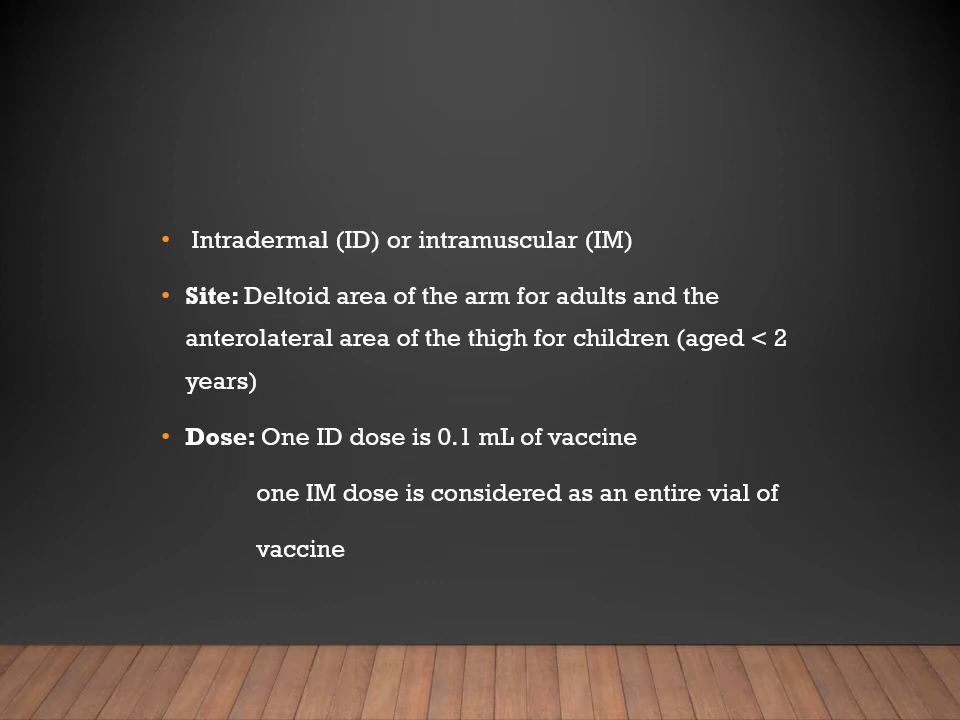 • Intradermal (ID) or intramuscular (IM)
• Site: Deltoid area of the arm for adults and the
anterolateral area of the thigh for children (aged < 2
years)
• Dose: One ID dose is 0.1 mL of vaccine
one IM dose is considered as an entire vial of
vaccine